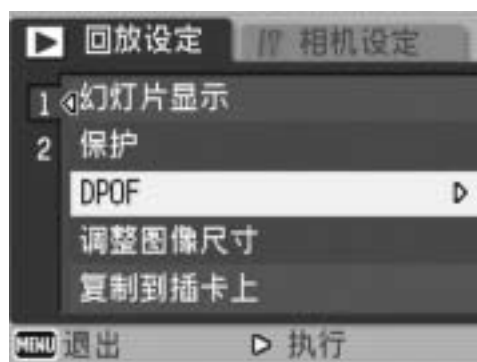 回放设定 相机设定
1 幻灯片显示
2 保护
DPOF
调整图像尺寸
复制到插卡上
MENU 退出 执行